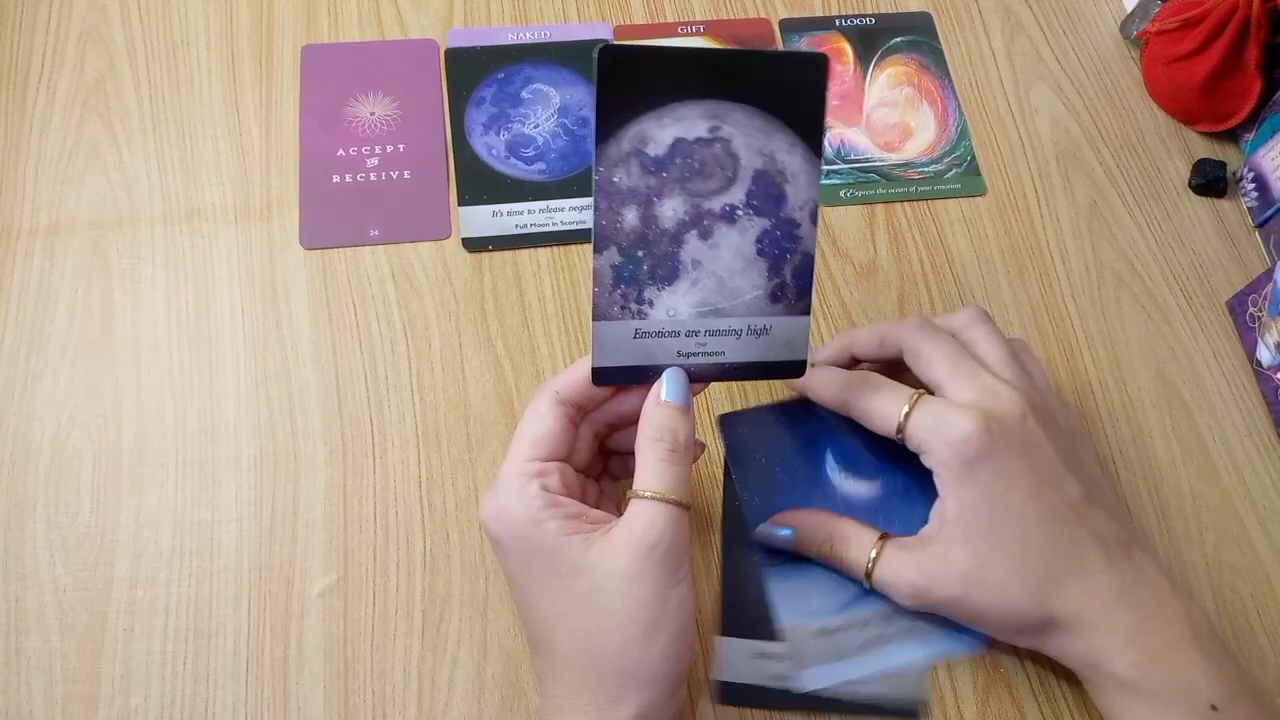 ACCEPT
AND
RECEIVE
24
NAKED
It's time to release
Full Moon in Scorpio
GIFT
FLOOD
Express the ocean of your emotion
Emotions are running high!
Supermoon